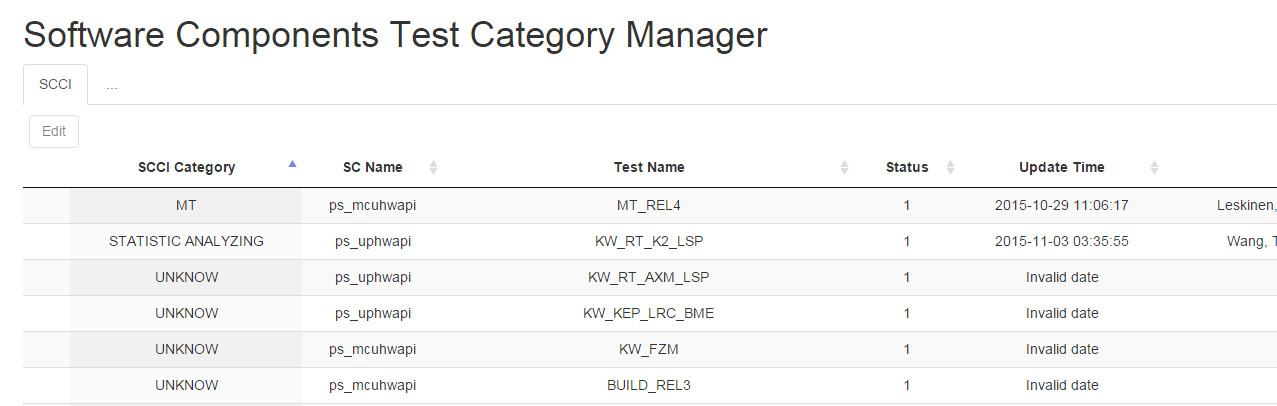 Software Components Test Category Manager
SCCI ...
Edit
SCCI Category SC Name Test Name Status Update Time
MT ps_mcuhwapi MT_REL4 1 2015-10-29 11:06:17 Leskinen,
STATISTIC ANALYZING ps_uphwapi KW_RT_K2_LSP 1 2015-11-03 03:35:55 Wang, T
UNKNOW ps_uphwapi KW_RT_AXM_LSP 1 Invalid date
UNKNOW ps_uphwapi KW_KEP_LRC_BME 1 Invalid date
UNKNOW ps_mcuhwapi KW_FZM 1 Invalid date
UNKNOW ps_mcuhwapi BUILD_REL3 1 Invalid date